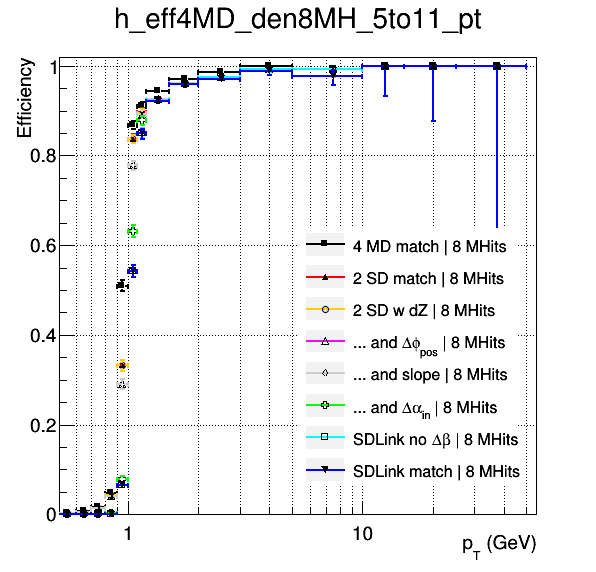 h_eff4MD_den8MH_5to11_pt
Efficiency
1
0.8
0.6
0.4
0.2
0
4 MD match | 8 MHits
2 SD match | 8 MHits
2 SD w dZ | 8 MHits
... and Δϕpos | 8 MHits
... and slope | 8 MHits
... and Δαin | 8 MHits
SDLink no Δβ | 8 MHits
SDLink match | 8 MHits
1 10
pT (GeV)